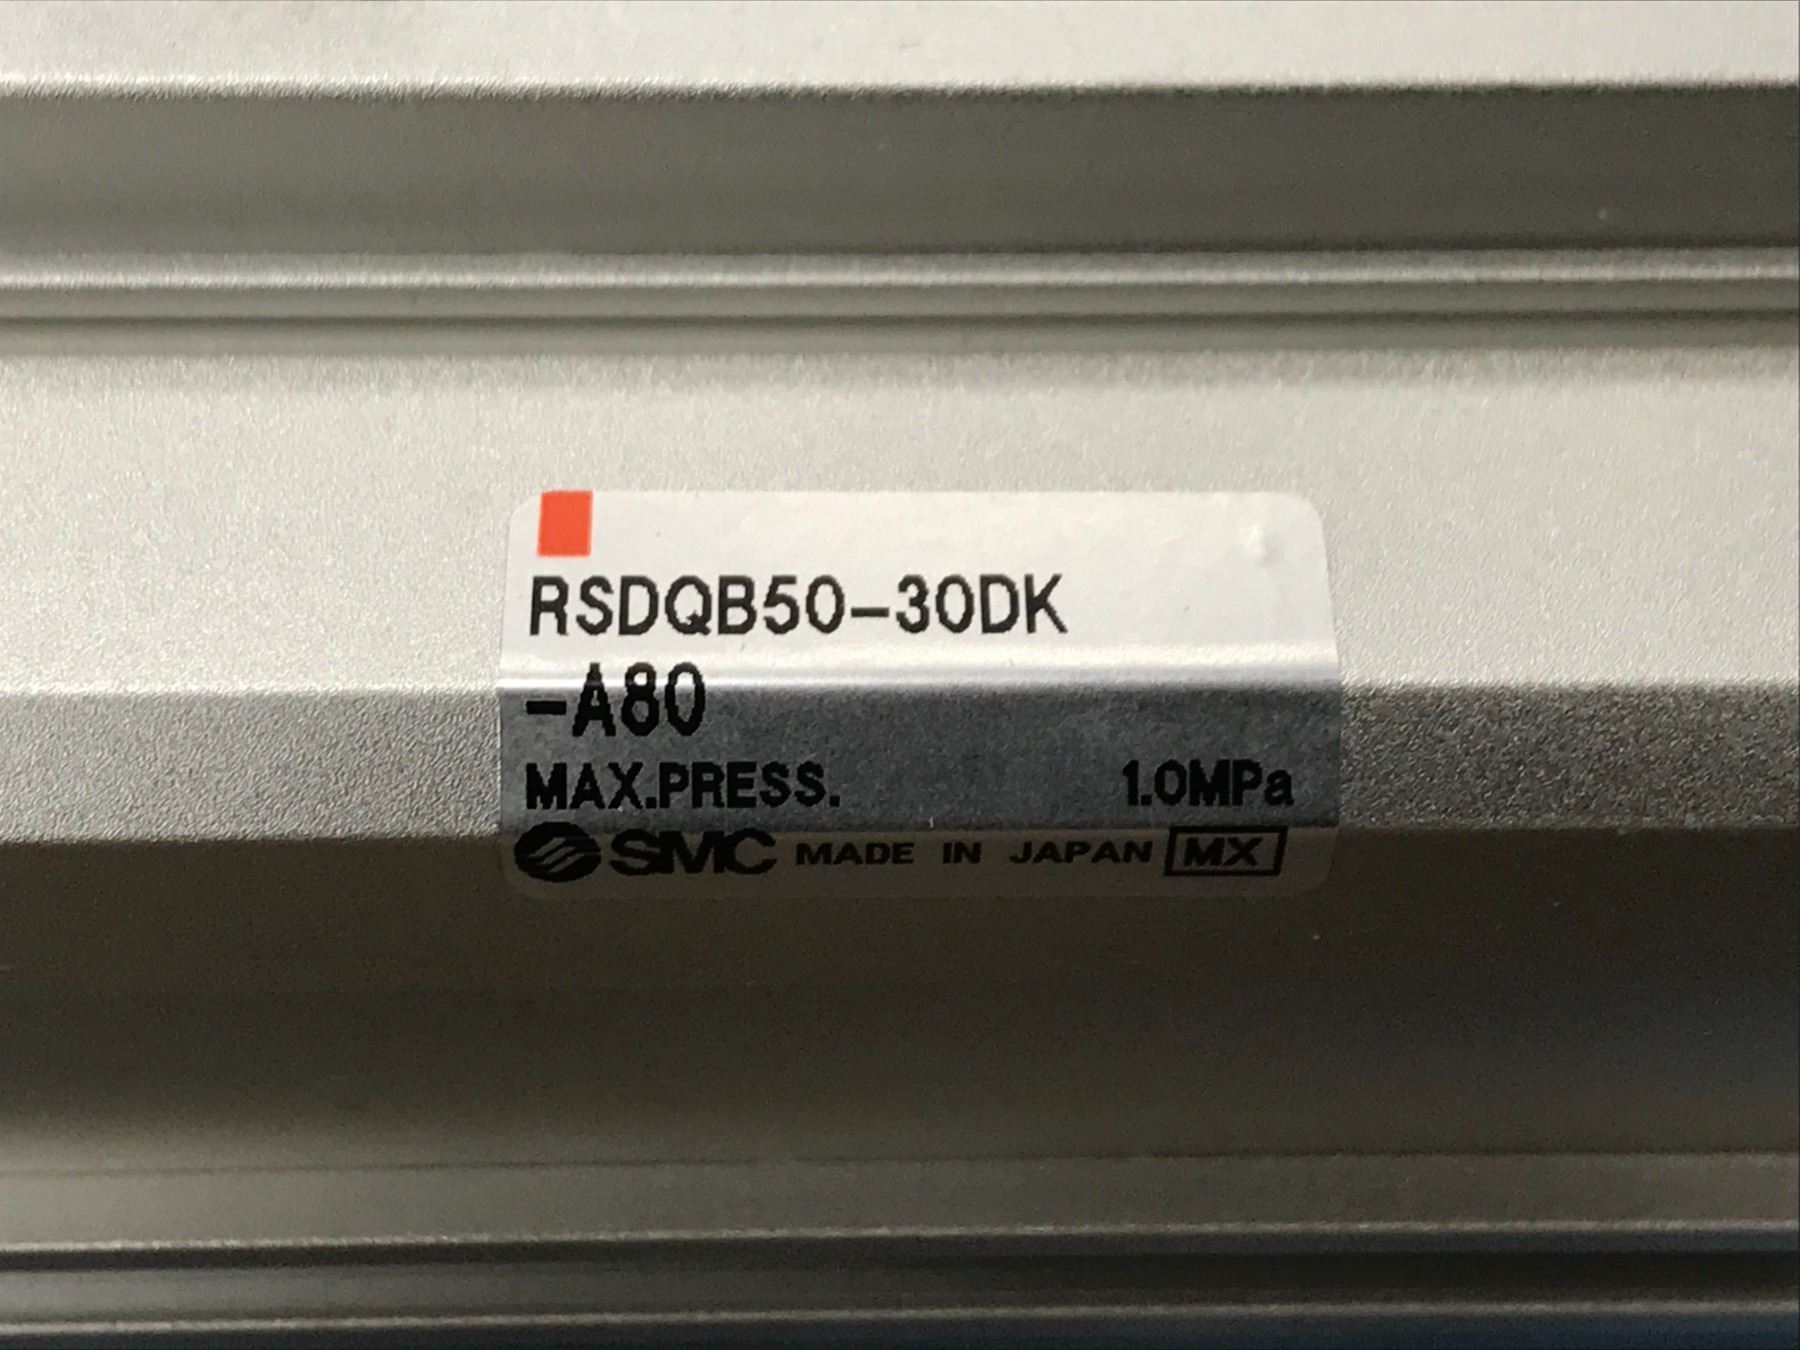 RSDQB50-30DK
-A80
MAX.PRESS. 1.0MPa
SMC MADE IN JAPAN MX